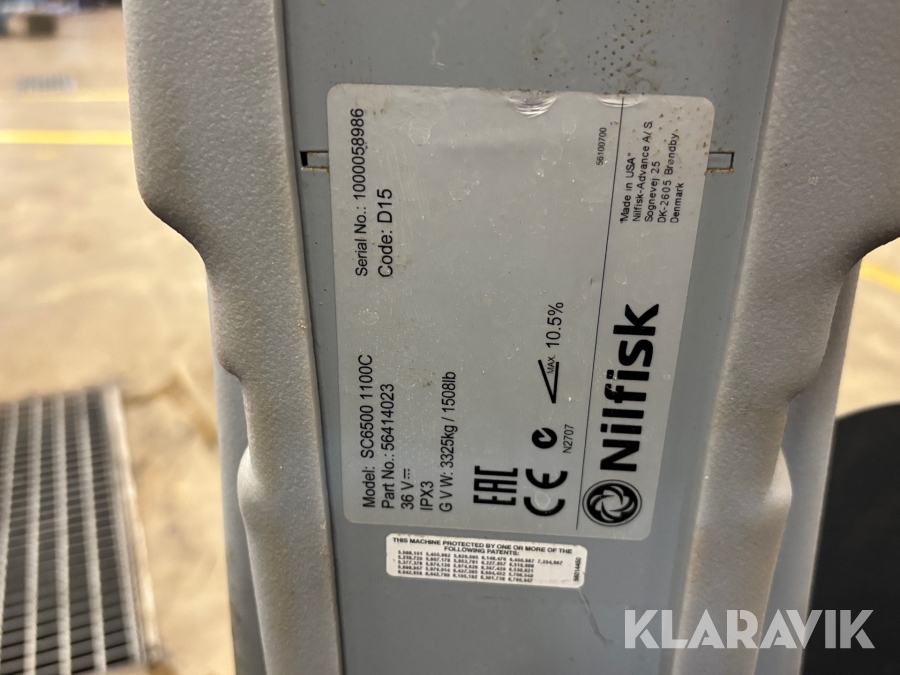 Model: SC6500 1100C
Serial No.: 1000058986
Part No.: 56414023
Code: D15
36 V
IPX3
G V W: 3325kg / 1508lb
EAC
CE
N2707
MAX. 10.5%
56100700
Nilfisk
"Made in USA"
Nilfisk-Advance A/S
Sognevej 25
DK-2605 Brøndby,
Denmark
THIS MACHINE PROTECTED BY ONE OR MORE OF THE
FOLLOWING PATENTS:
KLARAVIK